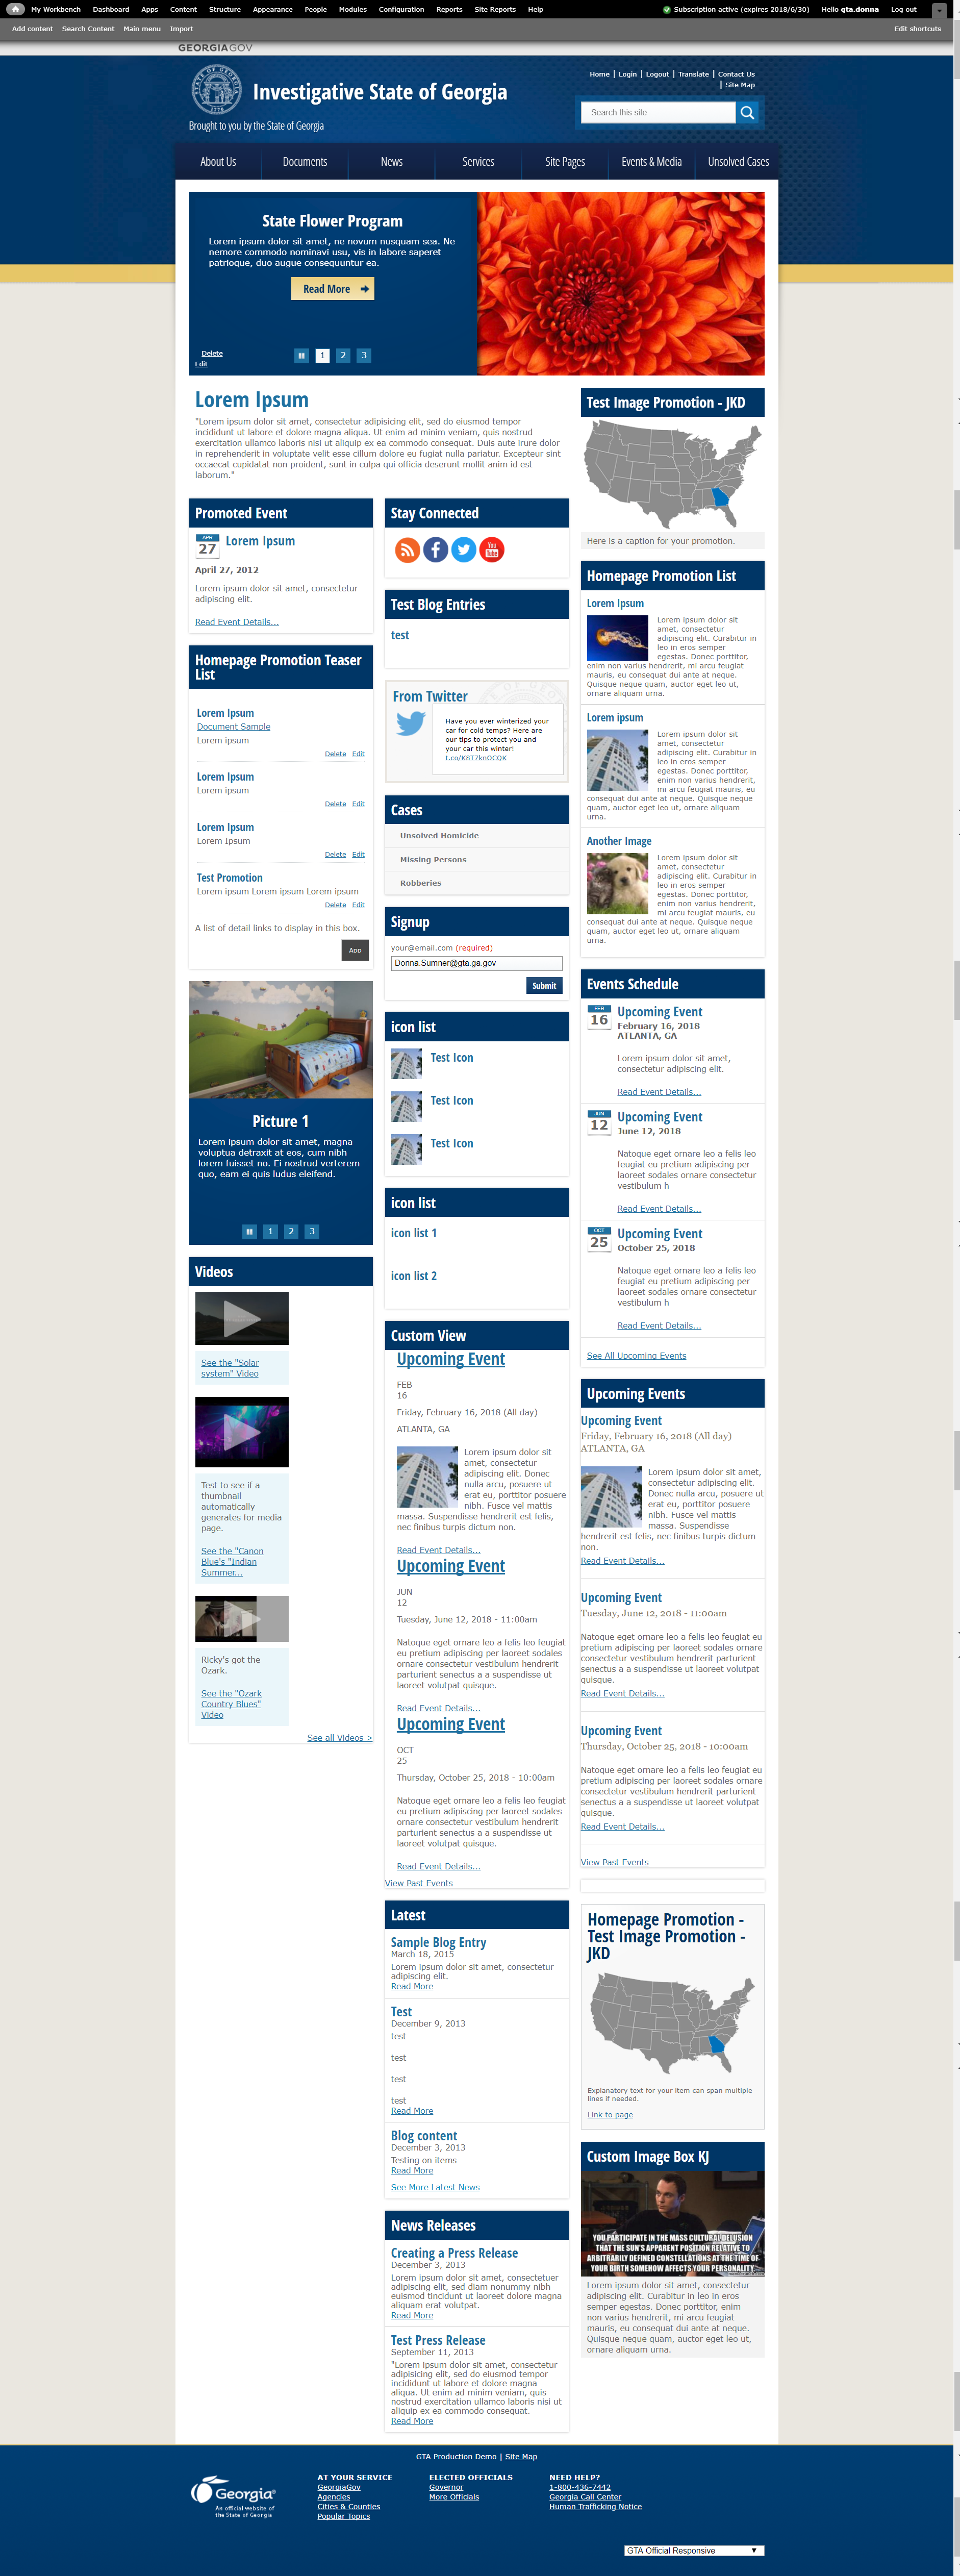 My Workbench Dashboard Apps Content Structure Appearance People Modules Configuration Reports Site Reports Help Subscription active (expires 2018/6/30) Hello gta.donna Log out
Add content Search Content Main menu Import Edit shortcuts
GEORGIAGOV
Home | Login | Logout | Translate | Contact Us
| Site Map
Investigative State of Georgia
Search this site
Brought to you by the State of Georgia
About Us Documents News Services Site Pages Events & Media Unsolved Cases
State Flower Program
Lorem ipsum dolor sit amet, ne novum nusquam sea. Ne
nemore commodo nominavi usu, vis in labore saperet
patrioque, duo augue consequuntur ea.
Read More
Delete
Edit
1 2 3
Lorem Ipsum
"Lorem ipsum dolor sit amet, consectetur adipisicing elit, sed do eiusmod tempor
incididunt ut labore et dolore magna aliqua. Ut enim ad minim veniam, quis nostrud
exercitation ullamco laboris nisi ut aliquip ex ea commodo consequat. Duis aute irure dolor
in reprehenderit in voluptate velit esse cillum dolore eu fugiat nulla pariatur. Excepteur sint
occaecat cupidatat non proident, sunt in culpa qui officia deserunt mollit anim id est
laborum."
Promoted Event
APR
27
Lorem Ipsum
April 27, 2012
Lorem ipsum dolor sit amet, consectetur
adipiscing elit.
Read Event Details...
Homepage Promotion Teaser
List
Lorem Ipsum
Document Sample
Lorem ipsum
Delete Edit
Lorem Ipsum
Lorem ipsum
Delete Edit
Lorem Ipsum
Lorem Ipsum
Delete Edit
Test Promotion
Lorem ipsum Lorem ipsum Lorem ipsum
Delete Edit
A list of detail links to display in this box.
Add
Picture 1
Lorem ipsum dolor sit amet, magna
voluptua detraxit at eos, cum nibh
lorem fuisset no. Ei nostrud verterem
quo, eam ei quis ludus eleifend.
1 2 3
Videos
See the "Solar
system" Video
Test to see if a
thumbnail
automatically
generates for media
page.
See the "Canon
Blue's "Indian
Summer...
Ricky's got the
Ozark.
See the "Ozark
Country Blues"
Video
See all Videos >
Stay Connected
You
Tube
Test Blog Entries
test
From Twitter
Have you ever winterized your
car for cold temps? Here are
our tips to protect you and
your car this winter!
t.co/K8T7knOCQK
Cases
Unsolved Homicide
Missing Persons
Robberies
Signup
your@email.com (required)
Donna.Sumner@gta.ga.gov
Submit
icon list
Test Icon
Test Icon
Test Icon
icon list
icon list 1
icon list 2
Custom View
Upcoming Event
FEB
16
Friday, February 16, 2018 (All day)
ATLANTA, GA
Lorem ipsum dolor sit
amet, consectetur
adipiscing elit. Donec
nulla arcu, posuere ut
erat eu, porttitor posuere
nibh. Fusce vel mattis
massa. Suspendisse hendrerit est felis,
nec finibus turpis dictum non.
Read Event Details...
Upcoming Event
JUN
12
Tuesday, June 12, 2018 - 11:00am
Natoque eget ornare leo a felis leo feugiat
eu pretium adipiscing per laoreet sodales
ornare consectetur vestibulum hendrerit
parturient senectus a a suspendisse ut
laoreet volutpat quisque.
Read Event Details...
Upcoming Event
OCT
25
Thursday, October 25, 2018 - 10:00am
Natoque eget ornare leo a felis leo feugiat
eu pretium adipiscing per laoreet sodales
ornare consectetur vestibulum hendrerit
parturient senectus a a suspendisse ut
laoreet volutpat quisque.
Read Event Details...
View Past Events
Latest
Sample Blog Entry
March 18, 2015
Lorem ipsum dolor sit amet, consectetur
adipiscing elit.
Read More
Test
December 9, 2013
test
test
test
test
Read More
Blog content
December 3, 2013
Testing on items
Read More
See More Latest News
News Releases
Creating a Press Release
December 3, 2013
Lorem ipsum dolor sit amet, consectetuer
adipiscing elit, sed diam nonummy nibh
euismod tincidunt ut laoreet dolore magna
aliquam erat volutpat.
Read More
Test Press Release
September 11, 2013
"Lorem ipsum dolor sit amet, consectetur
adipisicing elit, sed do eiusmod tempor
incididunt ut labore et dolore magna
aliqua. Ut enim ad minim veniam, quis
nostrud exercitation ullamco laboris nisi ut
aliquip ex ea commodo consequat.
Read More
Test Image Promotion - JKD
Here is a caption for your promotion.
Homepage Promotion List
Lorem Ipsum
Lorem ipsum dolor sit
amet, consectetur
adipiscing elit. Curabitur in
leo in eros semper
egestas. Donec porttitor,
enim non varius hendrerit, mi arcu feugiat
mauris, eu consequat dui ante at neque.
Quisque neque quam, auctor eget leo ut,
ornare aliquam urna.
Lorem ipsum
Lorem ipsum dolor sit
amet, consectetur
adipiscing elit. Curabitur in
leo in eros semper
egestas. Donec porttitor,
enim non varius hendrerit,
mi arcu feugiat mauris, eu
consequat dui ante at neque. Quisque neque
quam, auctor eget leo ut, ornare aliquam
urna.
Another Image
Lorem ipsum dolor sit
amet, consectetur
adipiscing elit. Curabitur in
leo in eros semper
egestas. Donec porttitor,
enim non varius hendrerit,
mi arcu feugiat mauris, eu
consequat dui ante at neque. Quisque neque
quam, auctor eget leo ut, ornare aliquam
urna.
Events Schedule
FEB
16
Upcoming Event
February 16, 2018
ATLANTA, GA
Lorem ipsum dolor sit amet,
consectetur adipiscing elit.
Read Event Details...
JUN
12
Upcoming Event
June 12, 2018
Natoque eget ornare leo a felis leo
feugiat eu pretium adipiscing per
laoreet sodales ornare consectetur
vestibulum h
Read Event Details...
OCT
25
Upcoming Event
October 25, 2018
Natoque eget ornare leo a felis leo
feugiat eu pretium adipiscing per
laoreet sodales ornare consectetur
vestibulum h
Read Event Details...
See All Upcoming Events
Upcoming Events
Upcoming Event
Friday, February 16, 2018 (All day)
ATLANTA, GA
Lorem ipsum dolor sit amet,
consectetur adipiscing elit.
Donec nulla arcu, posuere ut
erat eu, porttitor posuere
nibh. Fusce vel mattis
massa. Suspendisse
hendrerit est felis, nec finibus turpis dictum
non.
Read Event Details...
Upcoming Event
Tuesday, June 12, 2018 - 11:00am
Natoque eget ornare leo a felis leo feugiat eu
pretium adipiscing per laoreet sodales ornare
consectetur vestibulum hendrerit parturient
senectus a a suspendisse ut laoreet volutpat
quisque.
Read Event Details...
Upcoming Event
Thursday, October 25, 2018 - 10:00am
Natoque eget ornare leo a felis leo feugiat eu
pretium adipiscing per laoreet sodales ornare
consectetur vestibulum hendrerit parturient
senectus a a suspendisse ut laoreet volutpat
quisque.
Read Event Details...
View Past Events
Homepage Promotion -
Test Image Promotion -
JKD
Explanatory text for your item can span multiple
lines if needed.
Link to page
Custom Image Box KJ
YOU PARTICIPATE IN THE MASS CULTURAL DELUSION
THAT THE SUN'S APPARENT POSITION RELATIVE TO
ARBITRARILY DEFINED CONSTELLATIONS AT THE TIME OF
YOUR BIRTH SOMEHOW AFFECTS YOUR PERSONALITY
Lorem ipsum dolor sit amet, consectetur
adipiscing elit. Curabitur in leo in eros
semper egestas. Donec porttitor, enim
non varius hendrerit, mi arcu feugiat
mauris, eu consequat dui ante at neque.
Quisque neque quam, auctor eget leo ut,
ornare aliquam urna.
GTA Production Demo | Site Map
Georgia
An official website of
the State of Georgia
AT YOUR SERVICE
GeorgiaGov
Agencies
Cities & Counties
Popular Topics
ELECTED OFFICIALS
Governor
More Officials
NEED HELP?
1-800-436-7442
Georgia Call Center
Human Trafficking Notice
GTA Official Responsive